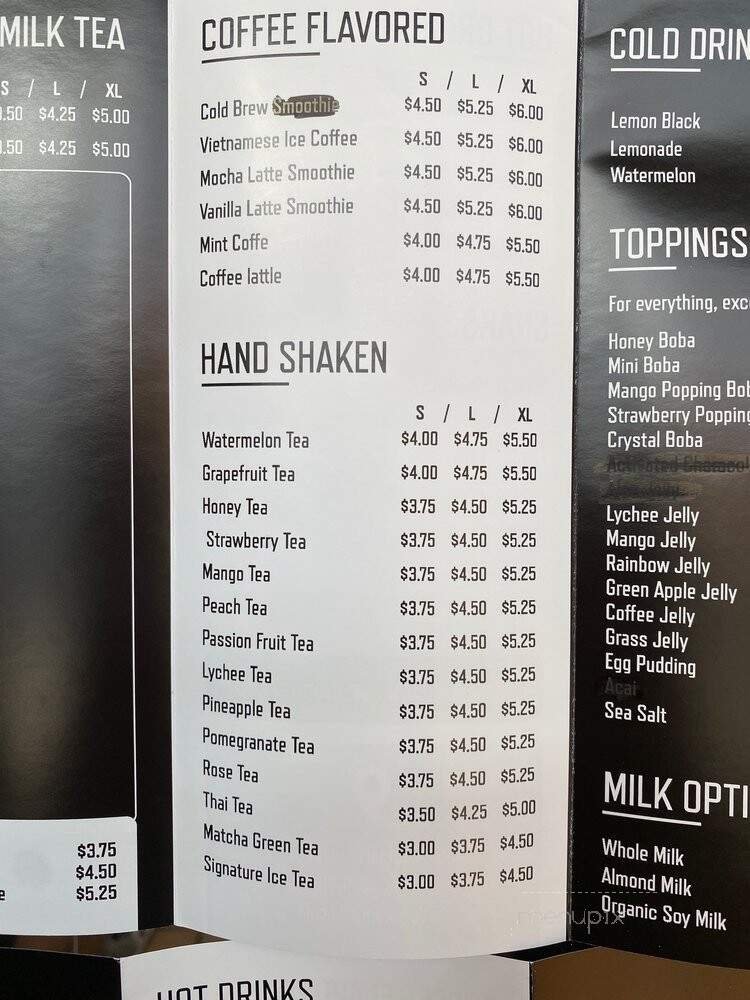 MILK TEA
S / L / XL
.50 $4.25 $5.00
.50 $4.25 $5.00
$3.75
$4.50
e $5.25
COFFEE FLAVORED
S / L / XL
Cold Brew Smoothie $4.50 $5.25 $6.00
Vietnamese Ice Coffee $4.50 $5.25 $6.00
Mocha Latte Smoothie $4.50 $5.25 $6.00
Vanilla Latte Smoothie $4.50 $5.25 $6.00
Mint Coffe $4.00 $4.75 $5.50
Coffee lattle $4.00 $4.75 $5.50
HAND SHAKEN
S / L / XL
Watermelon Tea $4.00 $4.75 $5.50
Grapefruit Tea $4.00 $4.75 $5.50
Honey Tea $3.75 $4.50 $5.25
Strawberry Tea $3.75 $4.50 $5.25
Mango Tea $3.75 $4.50 $5.25
Peach Tea $3.75 $4.50 $5.25
Passion Fruit Tea $3.75 $4.50 $5.25
Lychee Tea $3.75 $4.50 $5.25
Pineapple Tea $3.75 $4.50 $5.25
Pomegranate Tea $3.75 $4.50 $5.25
Rose Tea $3.75 $4.50 $5.25
Thai Tea $3.50 $4.25 $5.00
Matcha Green Tea $3.00 $3.75 $4.50
Signature Ice Tea $3.00 $3.75 $4.50
HOT DRINKS
COLD DRIN
Lemon Black
Lemonade
Watermelon
TOPPINGS
For everything, exc
Honey Boba
Mini Boba
Mango Popping Bob
Strawberry Popping
Crystal Boba
Activated Charocol
Lychee Jelly
Mango Jelly
Rainbow Jelly
Green Apple Jelly
Coffee Jelly
Grass Jelly
Egg Pudding
Acai
Sea Salt
MILK OPTI
Whole Milk
Almond Milk
Organic Soy Milk
menupix